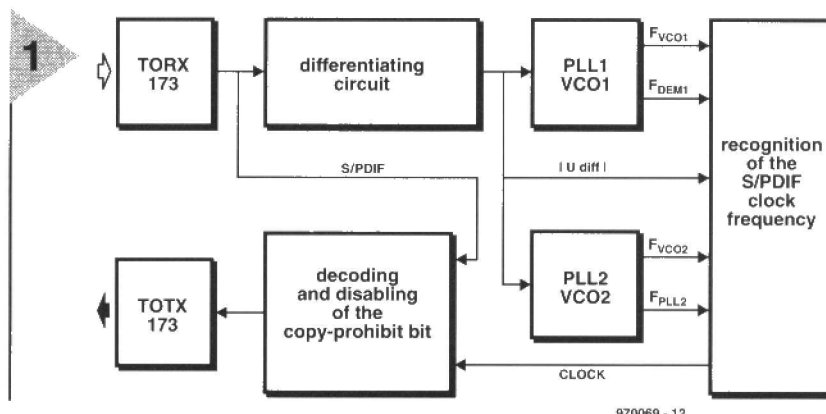 1
TORX
173
differentiating
circuit
PLL1
VCO1
FVCO1
FDEM1
recognition
of the
S/PDIF
clock
frequency
S/PDIF
| U diff |
TOTX
173
decoding
and disabling
of the
copy-prohibit bit
PLL2
VCO2
FVCO2
FPLL2
CLOCK
970069 - 12